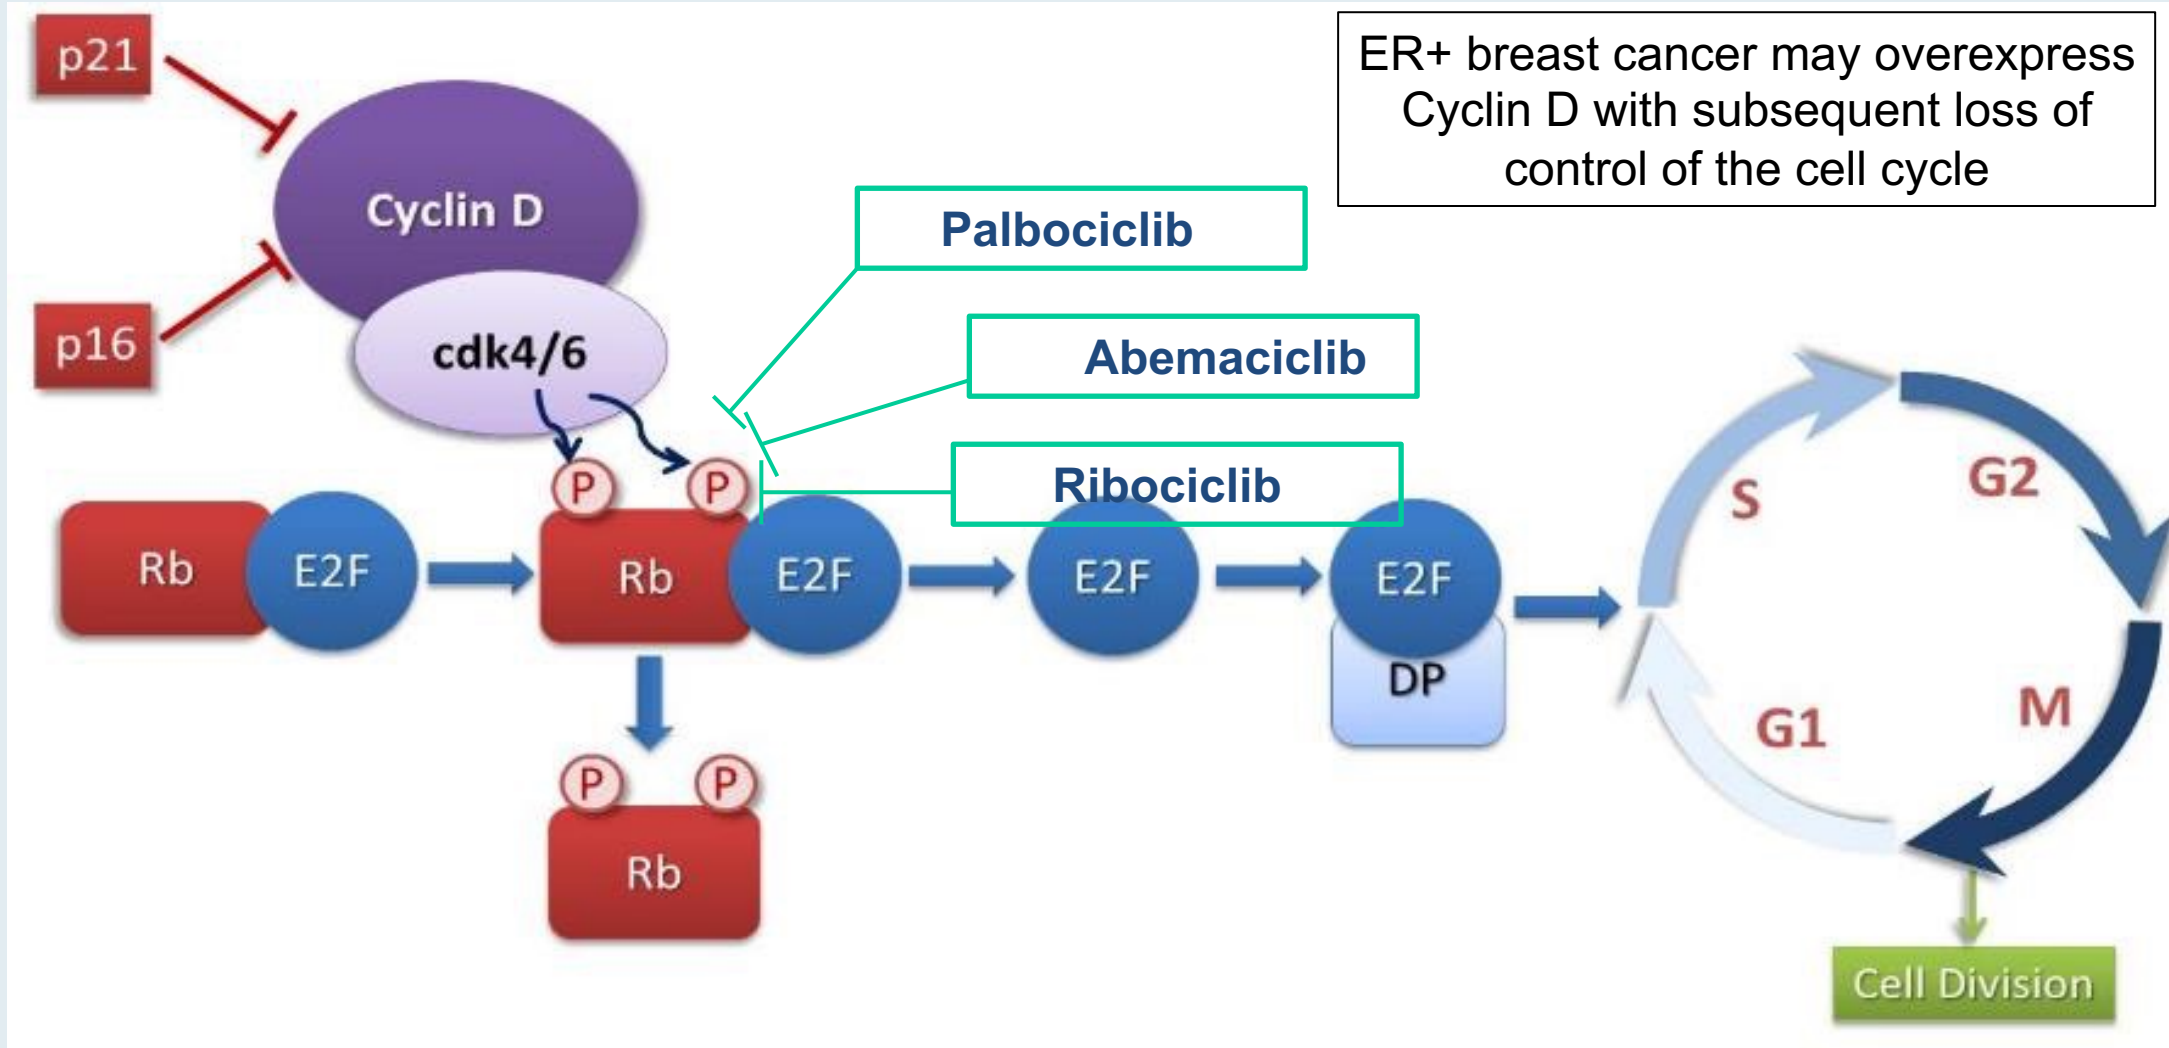 p21
ER+ breast cancer may overexpress
Cyclin D with subsequent loss of
control of the cell cycle
Cyclin D
Palbociclib
p16
cdk4/6
Abemaciclib
P
P
Ribociclib
S
G2
Rb
E2F
Rb
E2F
E2F
E2F
DP
G1
M
P
P
Rb
Cell Division